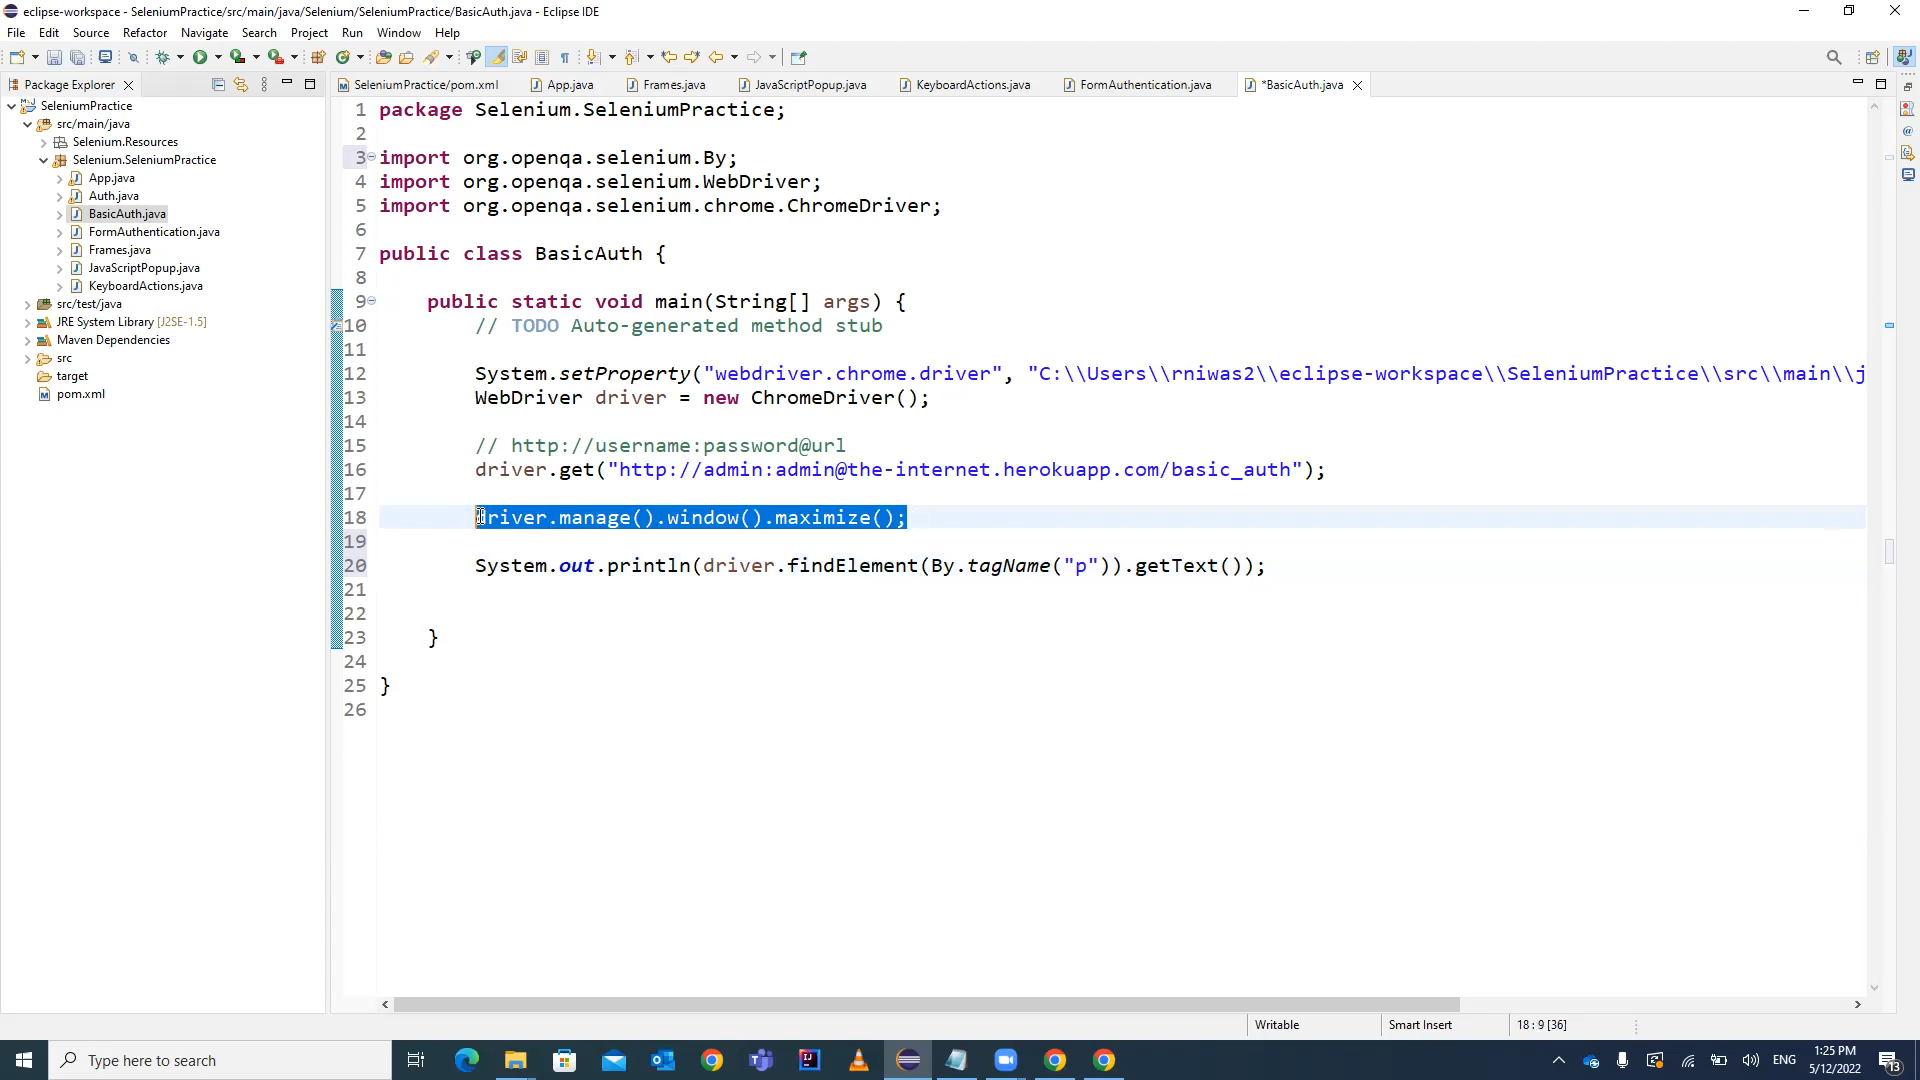 eclipse-workspace - SeleniumPractice/src/main/java/Selenium/SeleniumPractice/BasicAuth.java - Eclipse IDE
File Edit Source Refactor Navigate Search Project Run Window Help
Package Explorer
SeleniumPractice/pom.xml App.java Frames.java JavaScriptPopup.java KeyboardActions.java FormAuthentication.java *BasicAuth.java
SeleniumPractice
src/main/java
Selenium.Resources
Selenium.SeleniumPractice
App.java
Auth.java
BasicAuth.java
FormAuthentication.java
Frames.java
JavaScriptPopup.java
KeyboardActions.java
src/test/java
JRE System Library [J2SE-1.5]
Maven Dependencies
src
target
pom.xml
1 package Selenium.SeleniumPractice;
2
3 import org.openqa.selenium.By;
4 import org.openqa.selenium.WebDriver;
5 import org.openqa.selenium.chrome.ChromeDriver;
6
7 public class BasicAuth {
8
9 public static void main(String[] args) {
10 // TODO Auto-generated method stub
11
12 System.setProperty("webdriver.chrome.driver", "C:\\Users\\rniwas2\\eclipse-workspace\\SeleniumPractice\\src\\main\\j
13 WebDriver driver = new ChromeDriver();
14
15 // http://username:password@url
16 driver.get("http://admin:admin@the-internet.herokuapp.com/basic_auth");
17
18 driver.manage().window().maximize();
19
20 System.out.println(driver.findElement(By.tagName("p")).getText());
21
22
23 }
24
25 }
26
Writable Smart Insert 18 : 9 [36]
Type here to search
ENG
1:25 PM
5/12/2022
13